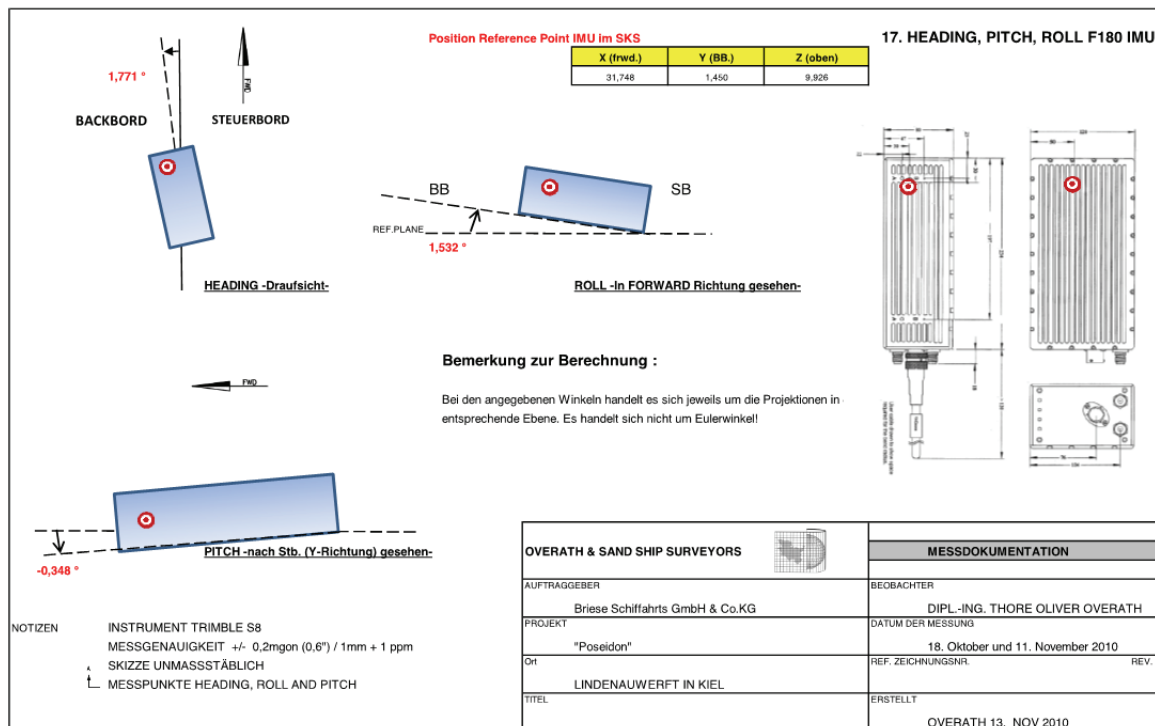 17. HEADING, PITCH, ROLL F180 IMU
Position Reference Point IMU im SKS
X (frwd.) Y (BB.) Z (oben)
31,748 1,450 9,926
1,771 °
FWD
BACKBORD STEUERBORD
BB SB
REF.PLANE
1,532 °
HEADING -Draufsicht-
ROLL -In FORWARD Richtung gesehen-
Bemerkung zur Berechnung :
Bei den angegebenen Winkeln handelt es sich jeweils um die Projektionen in
entsprechende Ebene. Es handelt sich nicht um Eulerwinkel!
FWD
PITCH -nach Stb. (Y-Richtung) gesehen-
-0,348 °
NOTIZEN INSTRUMENT TRIMBLE S8
MESSGENAUIGKEIT +/- 0,2mgon (0,6") / 1mm + 1 ppm
SKIZZE UNMASSSTÄBLICH
MESSPUNKTE HEADING, ROLL AND PITCH
OVERATH & SAND SHIP SURVEYORS
MESSDOKUMENTATION
AUFTRAGGEBER
Briese Schiffahrts GmbH & Co.KG
BEOBACHTER
DIPL.-ING. THORE OLIVER OVERATH
PROJEKT
"Poseidon"
DATUM DER MESSUNG
18. Oktober und 11. November 2010
Ort
LINDENAUWERFT IN KIEL
REF. ZEICHNUNGSNR. REV.
TITEL
ERSTELLT
OVERATH 13. NOV 2010